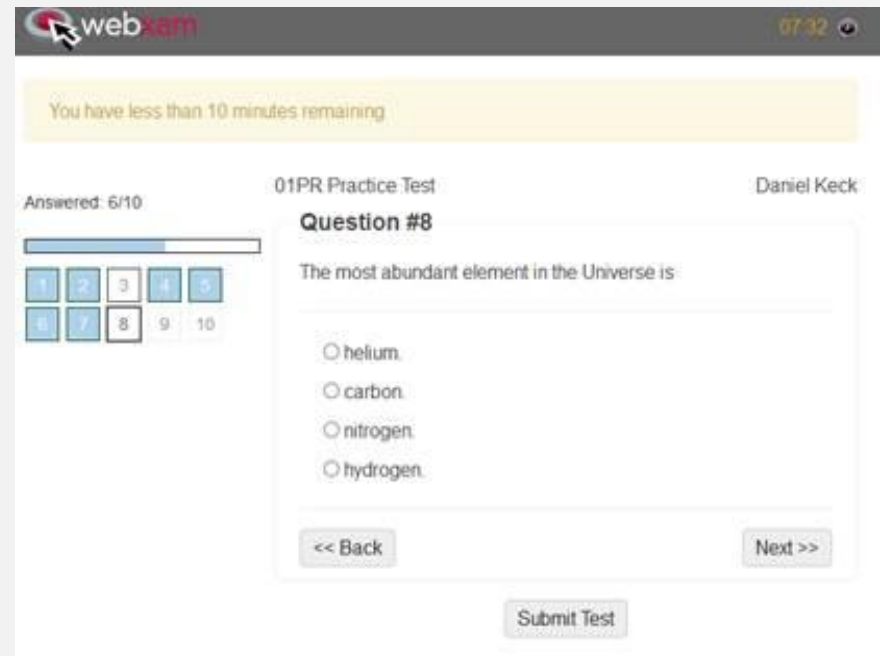 webxam
07:32
You have less than 10 minutes remaining
01PR Practice Test
Daniel Keck
Answered: 6/10
1 2 3 4 5
6 7 8 9 10
Question #8
The most abundant element in the Universe is
helium.
carbon.
nitrogen.
hydrogen.
<< Back
Next >>
Submit Test